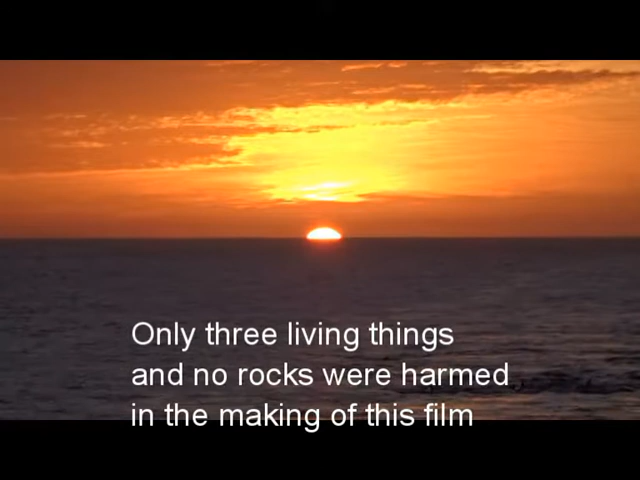 Only three living things
and no rocks were harmed
in the making of this film